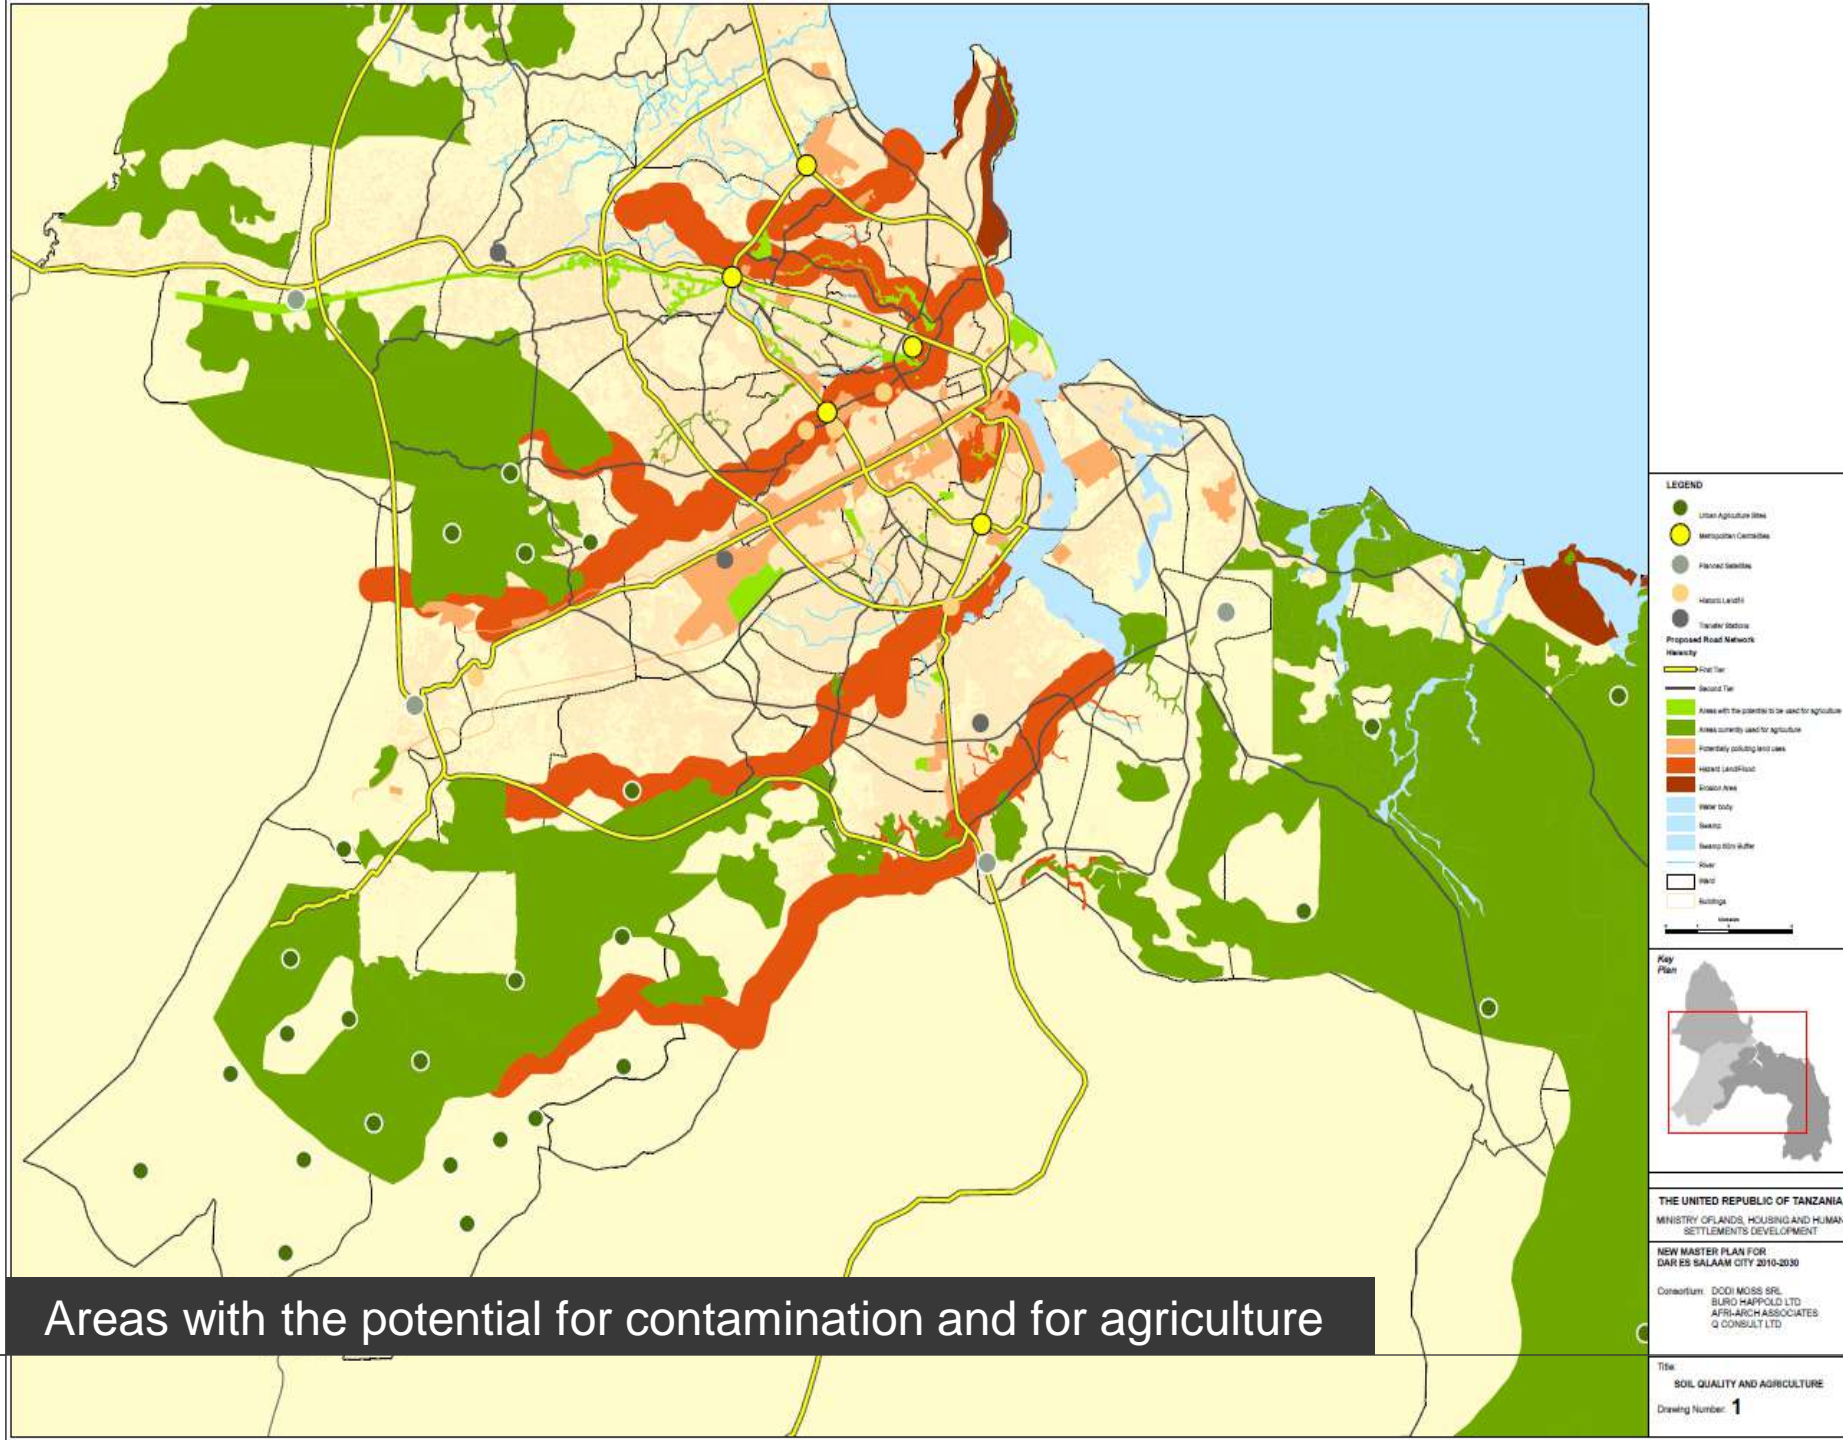 LEGEND
Urban Agriculture Sites
Metropolitan Centralities
Planned Satellites
Historic Landfill
Transfer Stations
Proposed Road Network
Hierarchy
First Tier
Second Tier
Areas with the potential to be used for agriculture
Areas currently used for agriculture
Potentially polluting land uses
Hazard Land/Flood
Erosion Area
Water body
Swamp
Swamp 60m Buffer
River
Ward
Buildings
Key
Plan
THE UNITED REPUBLIC OF TANZANIA
MINISTRY OF LANDS, HOUSING AND HUMAN
SETTLEMENTS DEVELOPMENT
NEW MASTER PLAN FOR
DAR ES SALAAM CITY 2010-2030
Consortium: DODI MOSS SRL
BURO HAPPOLD LTD
AFRI-ARCH ASSOCIATES
Q CONSULT LTD
Areas with the potential for contamination and for agriculture
Title:
SOIL QUALITY AND AGRICULTURE
Drawing Number: 1